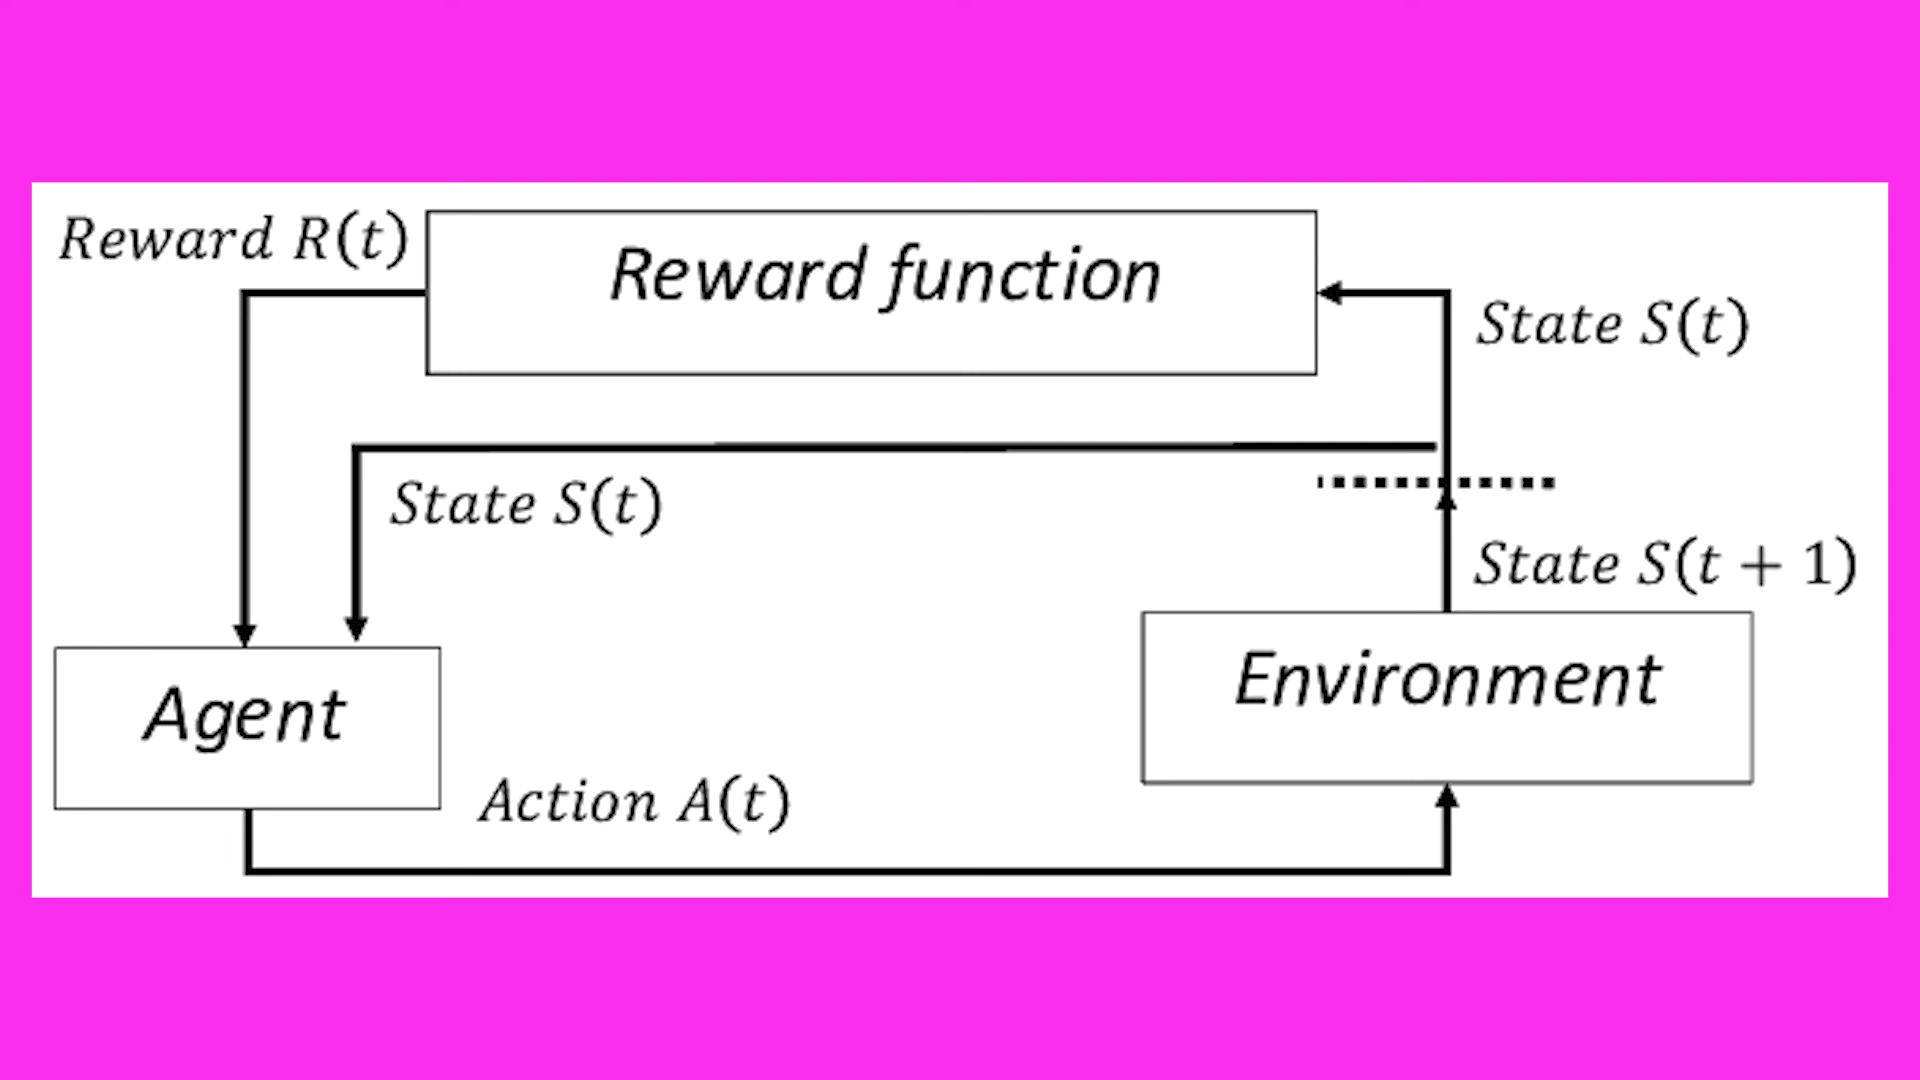 Reward R(t)
Reward function
State S(t)
State S(t)
State S(t + 1)
Environment
Agent
Action A(t)